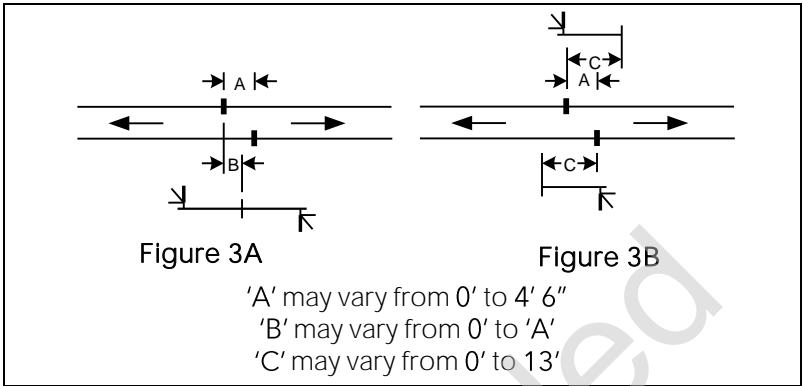 C
A
A
B
C
Figure 3A
Figure 3B
'A' may vary from 0' to 4' 6"
'B' may vary from 0' to 'A'
'C' may vary from 0' to 13'